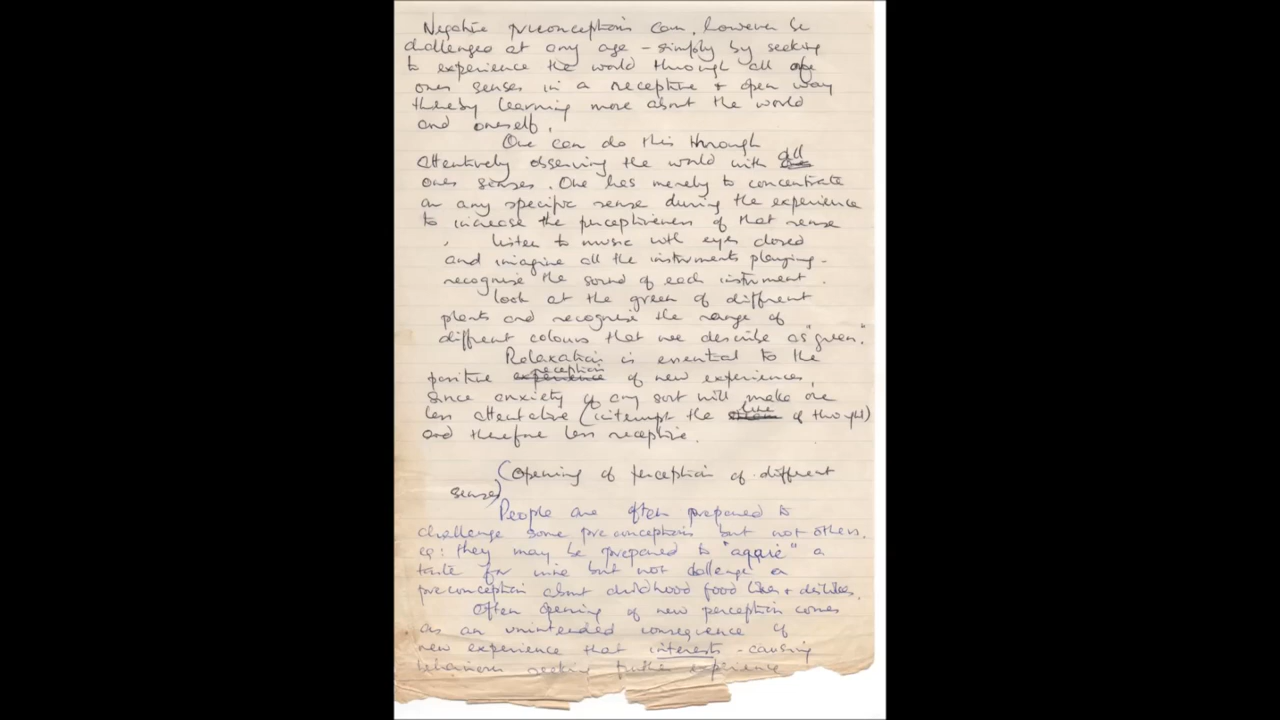 Negative preconceptions can, however be
challenged at any age - simply by seeking
to experience the world through all of
ones senses in a receptive + open way
thereby learning more about the world
and oneself.
One can do this through
attentively observing the world with all
ones senses. One has merely to concentrate
on any specific sense during the experience
to increase the perceptiveness of that sense
listen to music with eyes closed
and imagine all the instruments playing -
recognise the sound of each instrument.
look at the green of different
plants and recognise the range of
different colours that we describe as "green".
Relaxation is essential to the
reception
positive experience of new experiences,
since anxiety of any sort will make one
less attentive (interrupt the line of thought)
and therefore less receptive.
(Opening of perception of different
senses)
People are often prepared to
challenge some preconceptions but not others.
eg: they may be prepared to "aquire" a
taste for wine but not challenge a
preconception about childhood food likes + dislikes.
Often opening of new perception comes
as an unintended consequence of
new experience that interests - causing
seeking further experience